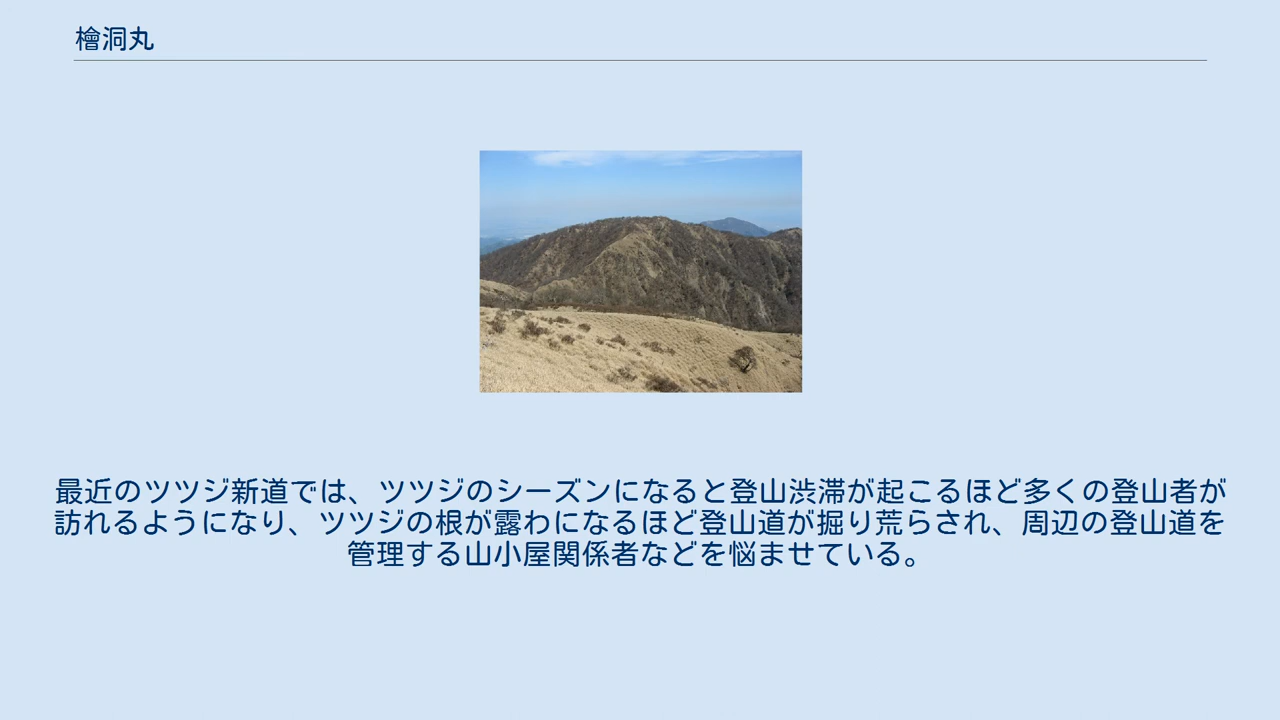 檜洞丸
最近のツツジ新道では、ツツジのシーズンになると登山渋滞が起こるほど多くの登山者が
訪れるようになり、ツツジの根が露わになるほど登山道が掘り荒らされ、周辺の登山道を
管理する山小屋関係者などを悩ませている。